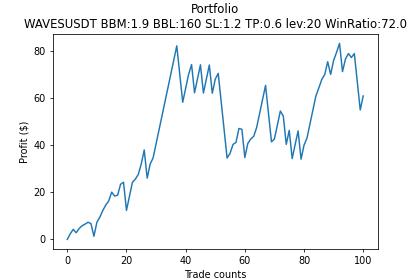 Portfolio
WAVESUSDT BBM:1.9 BBL:160 SL:1.2 TP:0.6 lev:20 WinRatio:72.0
Profit ($)
80
60
40
20
0
0 20 40 60 80 100
Trade counts